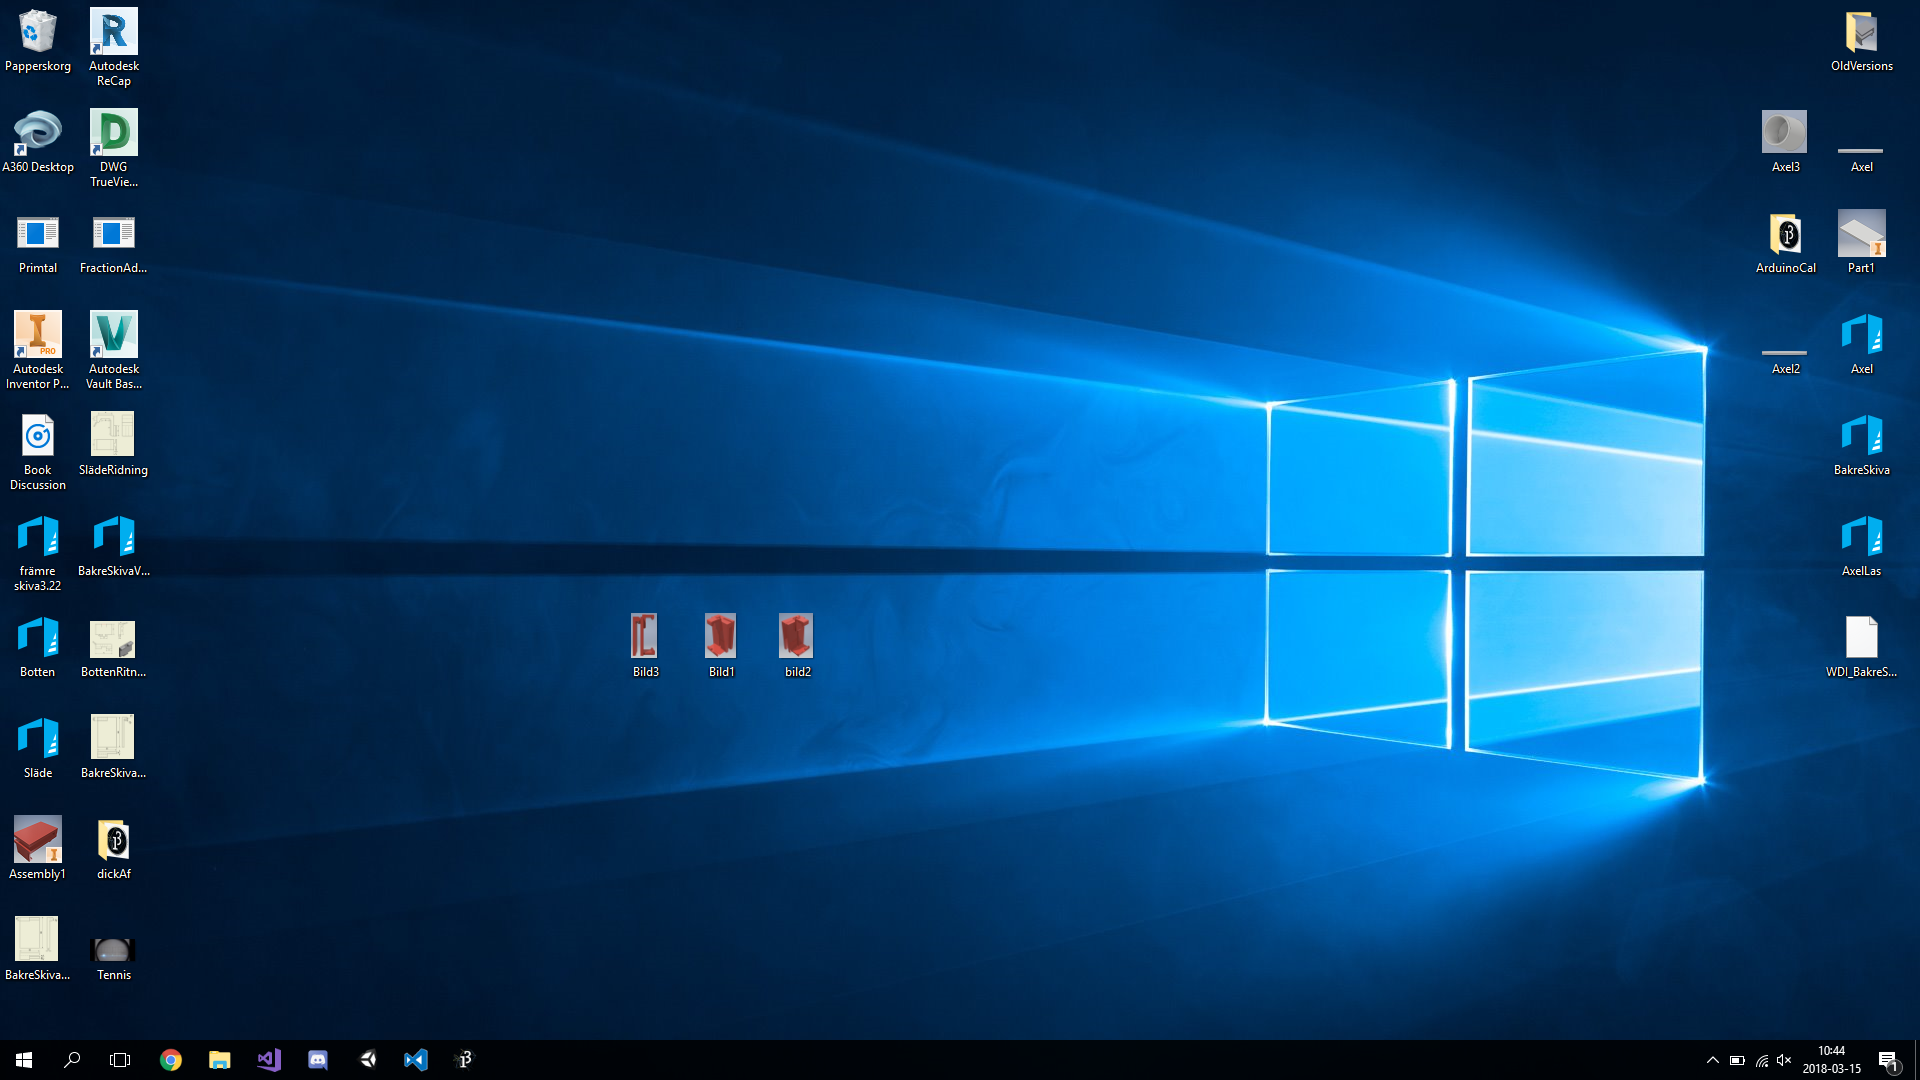 Papperskorg
Autodesk
ReCap
OldVersions
A360 Desktop
DWG
TrueVie...
Axel3
Axel
Primtal
FractionAd...
ArduinoCal
Part1
Autodesk
Inventor P...
PRO
Autodesk
Vault Bas...
Axel2
Axel
Book
Discussion
SlädeRidning
BakreSkiva
främre
skiva3.22
BakreSkivaV...
AxelLas
Botten
BottenRitn...
Bild3
Bild1
bild2
WDI_BakreS...
Släde
BakreSkiva...
Assembly1
dickAf
BakreSkiva...
Tennis
10:44
2018-03-15
1